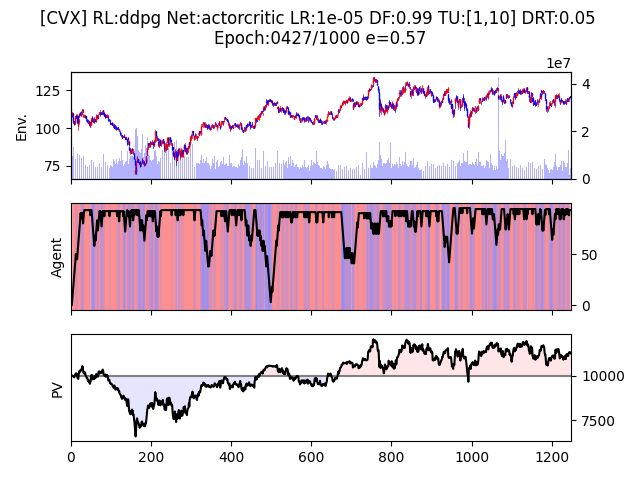 [CVX] RL:ddpg Net:actorcritic LR:1e-05 DF:0.99 TU:[1,10] DRT:0.05
Epoch:0427/1000 e=0.57
1e7
125
100
75
Env.
4
2
0
Agent
50
0
PV
10000
7500
0 200 400 600 800 1000 1200